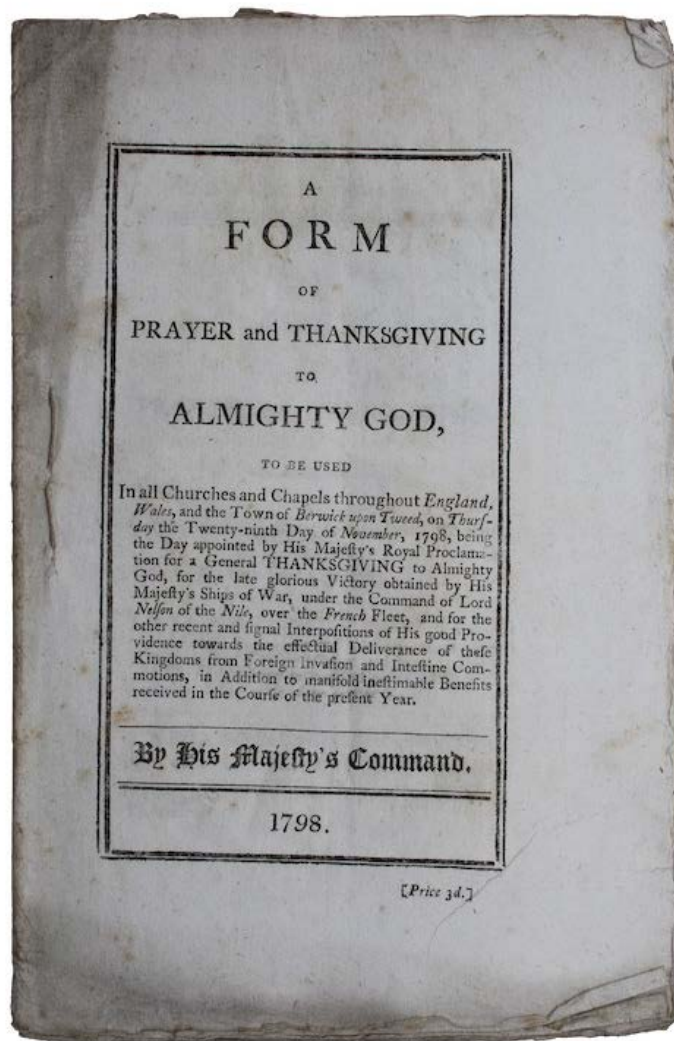 A
FORM
OF
PRAYER and THANKSGIVING
TO
ALMIGHTY GOD,
TO BE USED
In all Churches and Chapels throughout England,
Wales, and the Town of Berwick upon Tweed, on Thurſ-
day the Twenty-ninth Day of November, 1798, being
the Day appointed by His Majeſty's Royal Proclama-
tion for a General THANKSGIVING to Almighty
God, for the late glorious Victory obtained by His
Majeſty's Ships of War, under the Command of Lord
Nelſon of the Nile, over the French Fleet, and for the
other recent and ſignal Interpoſitions of His good Pro-
vidence towards the effectual Deliverance of theſe
Kingdoms from Foreign Invaſion and Inteſtine Com-
motions, in Addition to manifold ineſtimable Benefits
received in the Courſe of the preſent Year.
By His Majeſty's Command.
1798.
[Price 3d.]